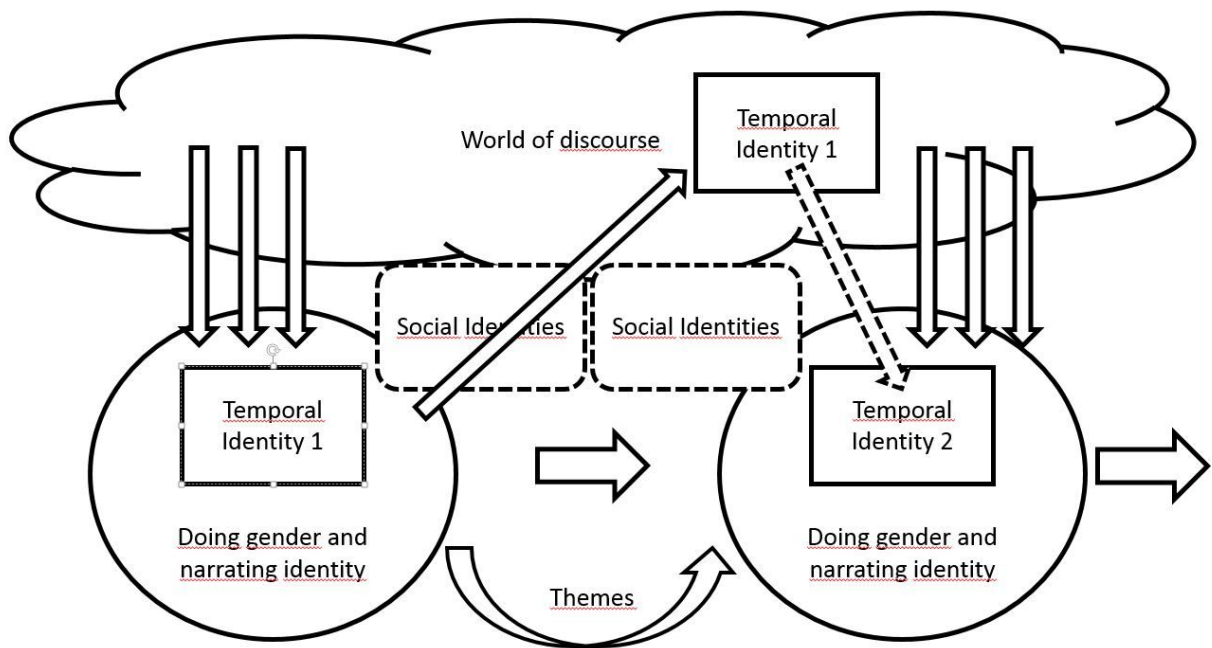 World of discourse
Temporal
Identity 1
Social Identities
Social Identities
Temporal
Identity 1
Temporal
Identity 2
Doing gender and
narrating identity
Doing gender and
narrating identity
Themes